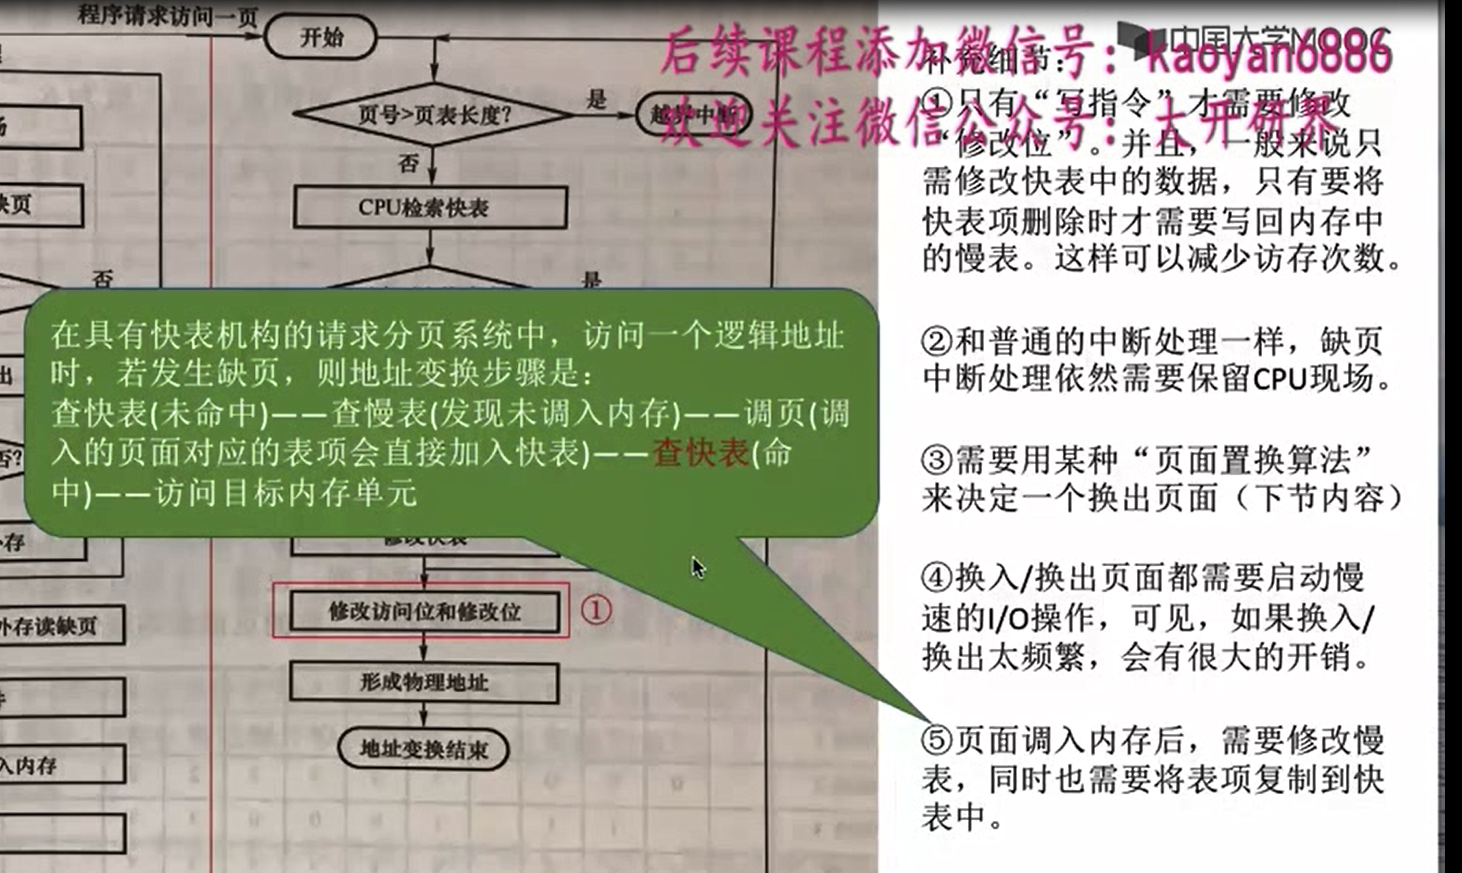 程序请求访问一页
开始
页号>页表长度?
是
越界中断
否
CPU检索快表
是
否
场
缺页
出
否?
在具有快表机构的请求分页系统中，访问一个逻辑地址
时，若发生缺页，则地址变换步骤是：
查快表(未命中)——查慢表(发现未调入内存)——调页(调
入的页面对应的表项会直接加入快表)——查快表(命
中)——访问目标内存单元
修改快表
修改访问位和修改位
①
形成物理地址
地址变换结束
外存读缺页
入内存
后续课程添加微信号：kaoyan6886
欢迎关注微信公众号：大开研界
中国大学MOOC
补充细节：
①只有“写指令”才需要修改
“修改位”。并且，一般来说只
需修改快表中的数据，只有要将
快表项删除时才需要写回内存中
的慢表。这样可以减少访存次数。
②和普通的中断处理一样，缺页
中断处理依然需要保留CPU现场。
③需要用某种“页面置换算法”
来决定一个换出页面（下节内容）
④换入/换出页面都需要启动慢
速的I/O操作，可见，如果换入/
换出太频繁，会有很大的开销。
⑤页面调入内存后，需要修改慢
表，同时也需要将表项复制到快
表中。